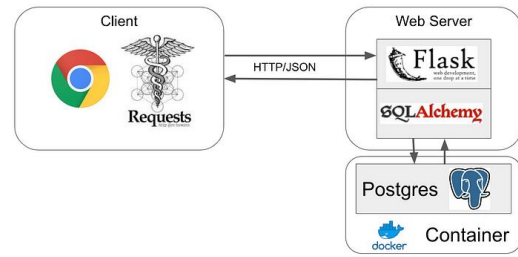 Client
Web Server
HTTP/JSON
Flask
web development,
one drop at a time
Requests
SQLAlchemy
Postgres
docker
Container